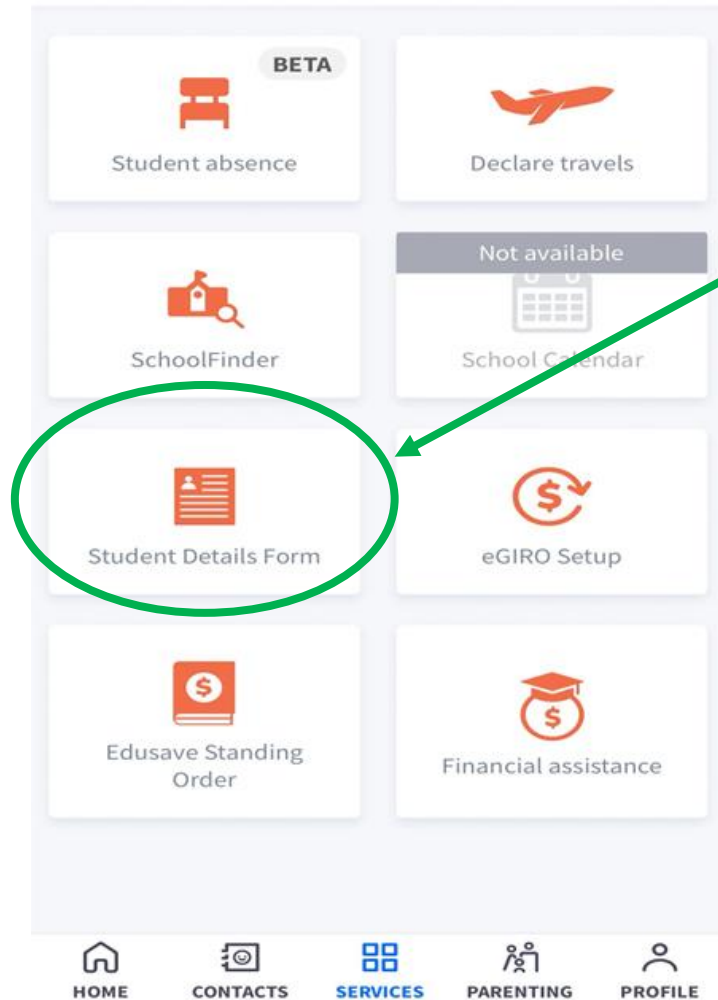 BETA
Student absence
Declare travels
Not available
SchoolFinder
School Calendar
Student Details Form
eGIRO Setup
Edusave Standing
Order
Financial assistance
HOME CONTACTS SERVICES PARENTING PROFILE